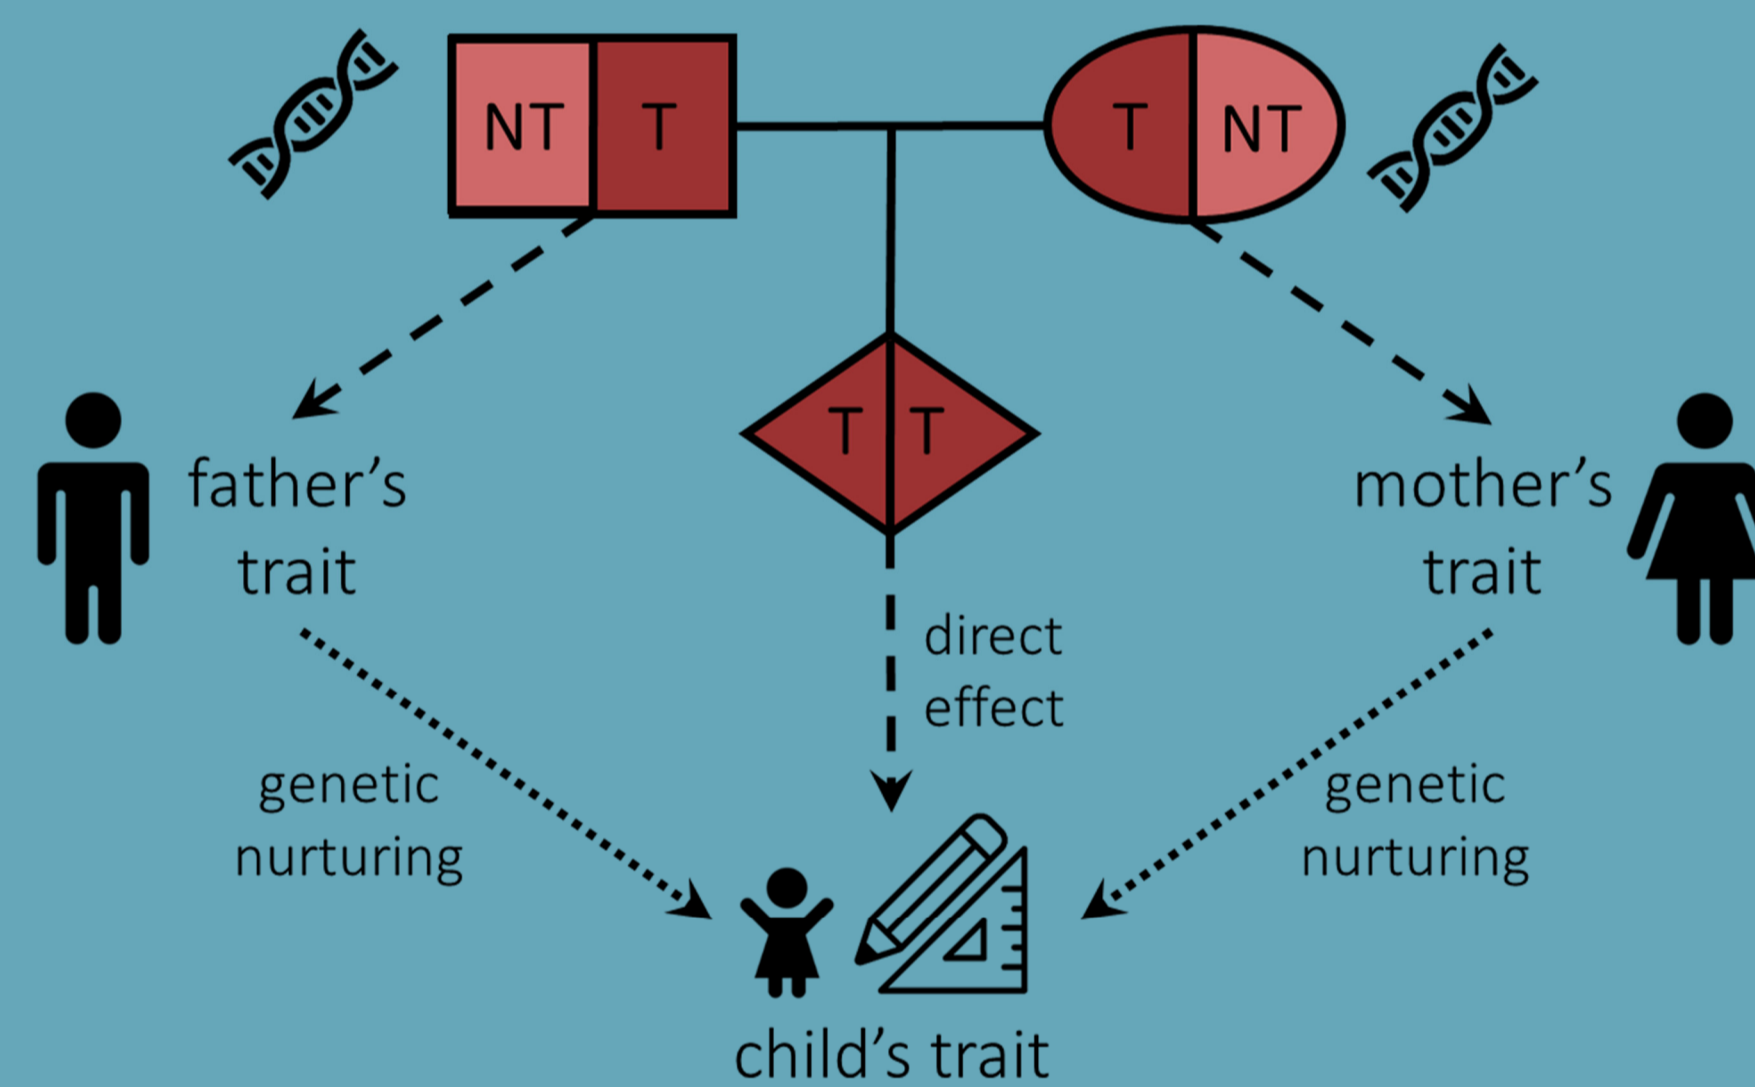 NT T
T NT
T T
father's
trait
mother's
trait
direct
effect
genetic
nurturing
genetic
nurturing
child's trait